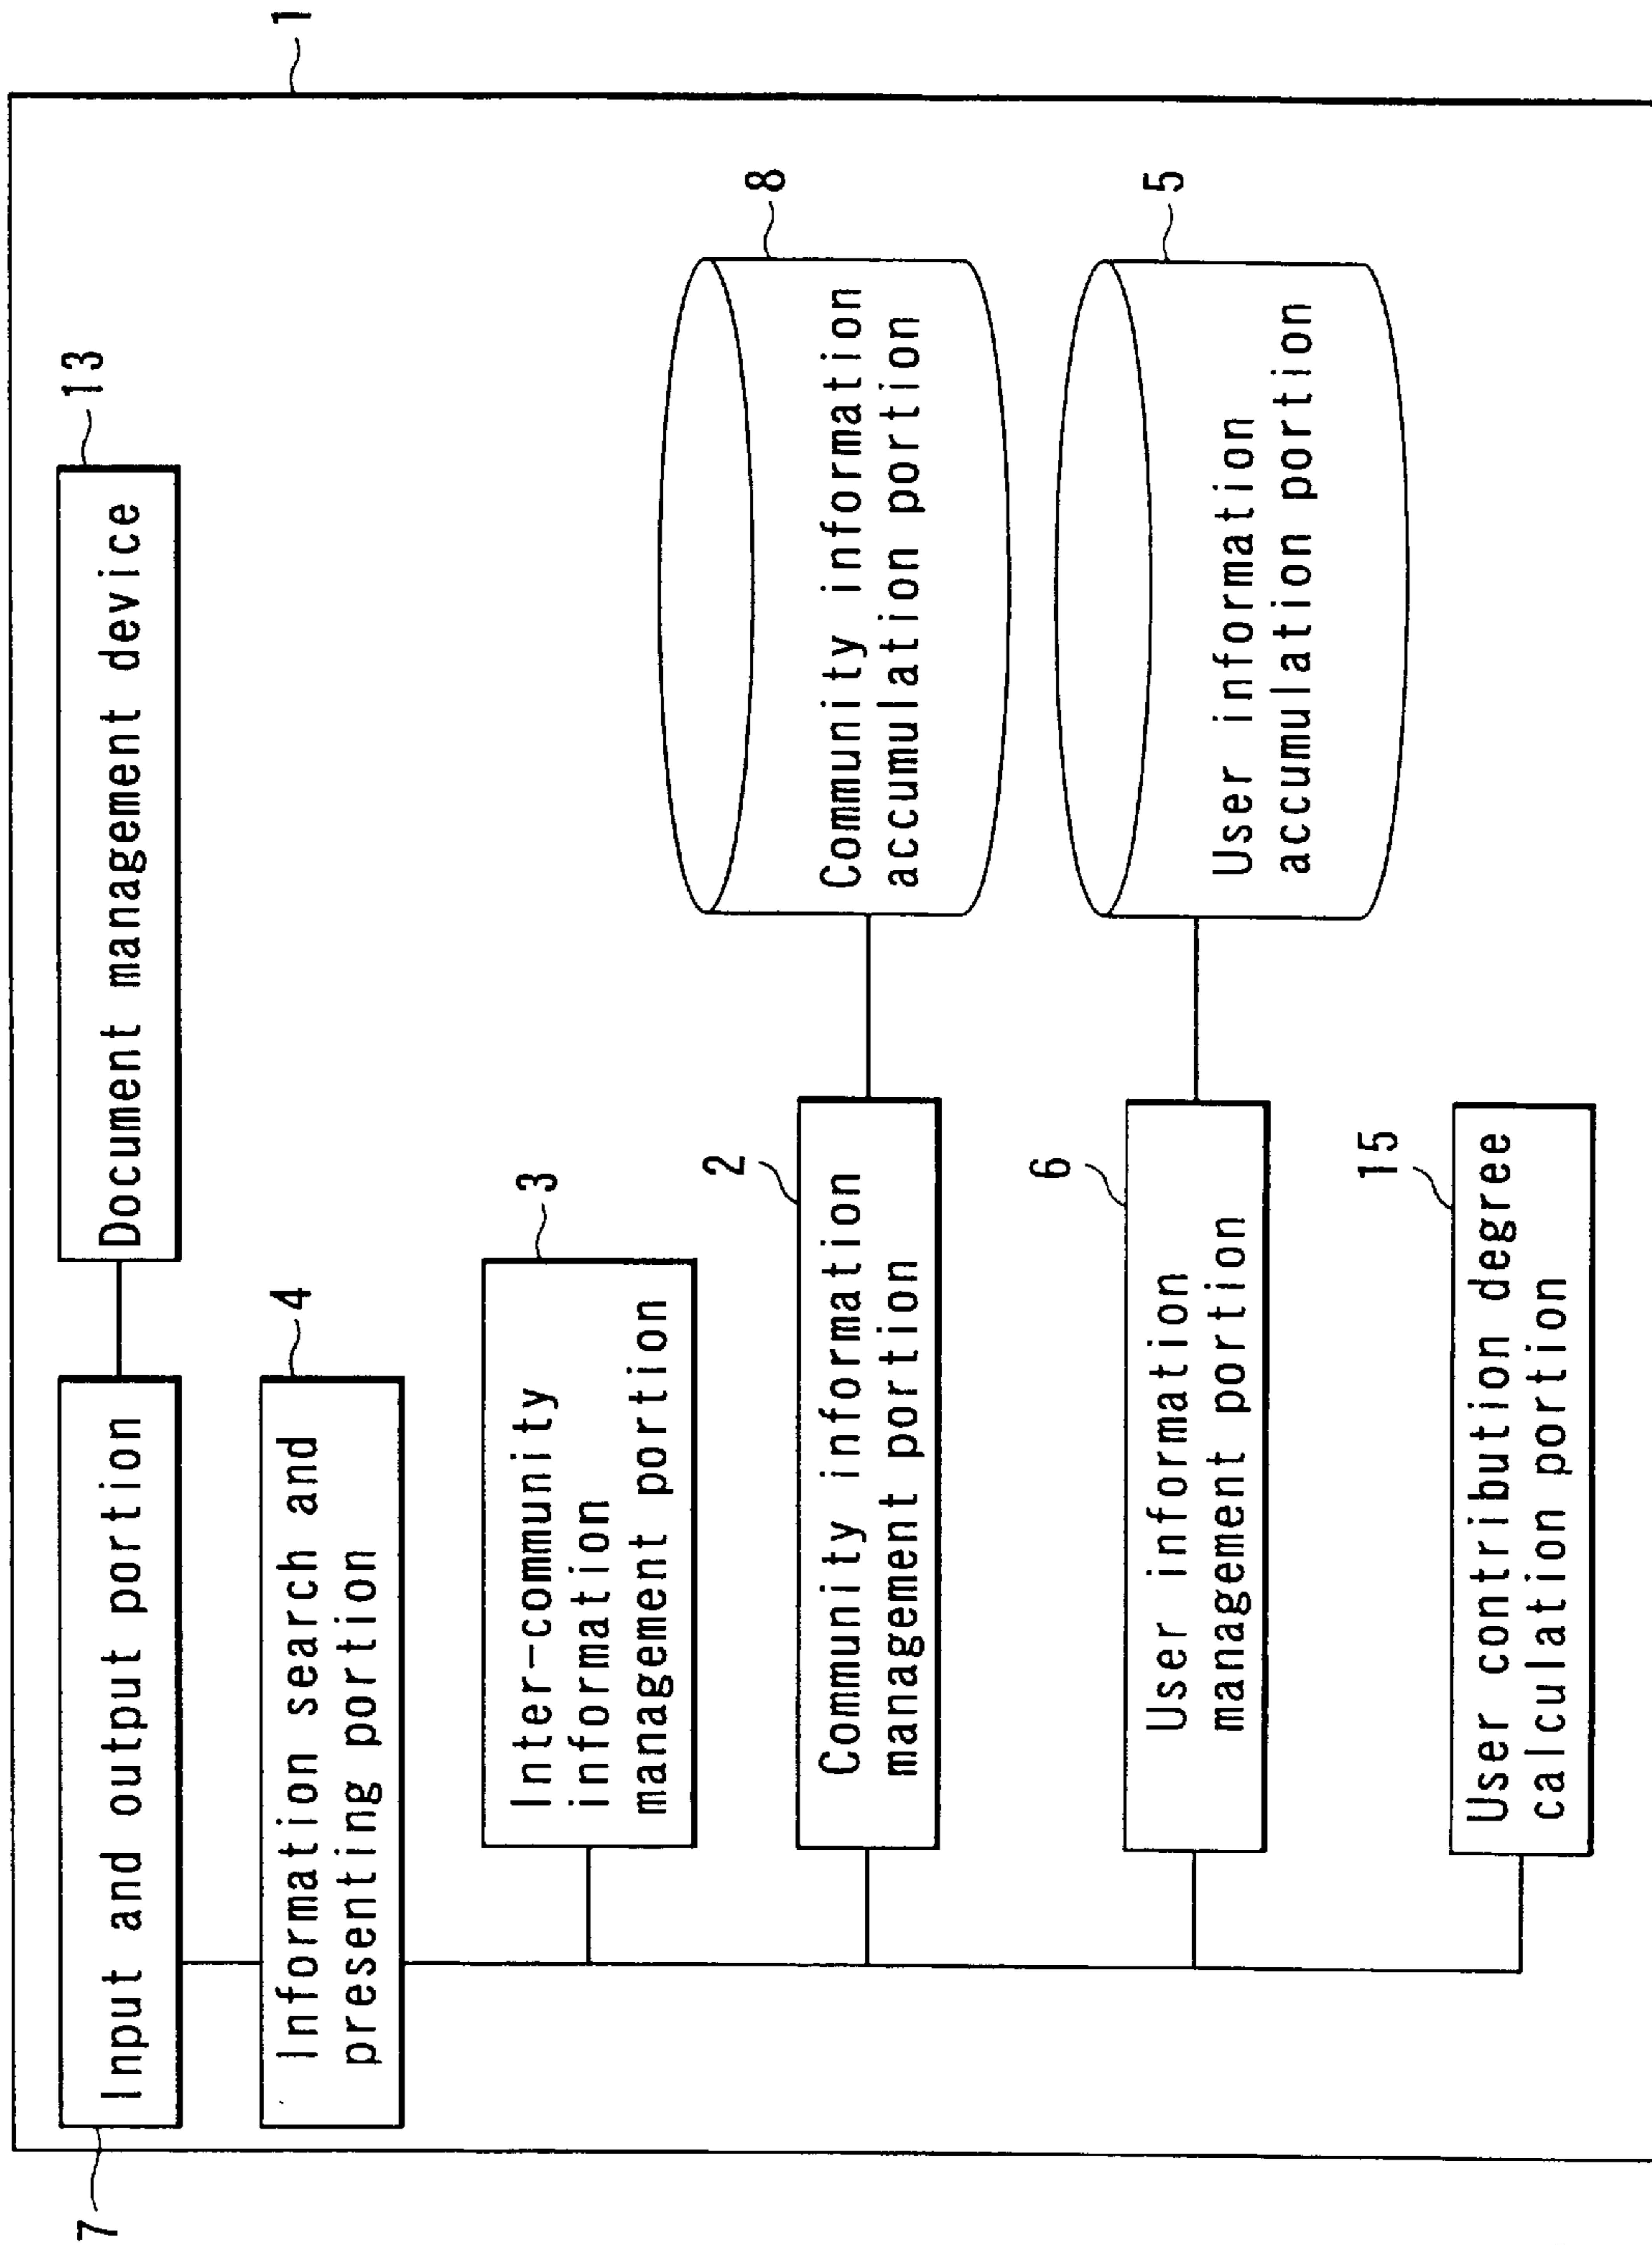 1
7
Input and output portion
Document management device
13
Information search and
presenting portion
4
Inter-community
information
management portion
3
Community information
management portion
2
Community information
accumulation portion
8
User information
management portion
6
User information
accumulation portion
5
User contribution degree
calculation portion
15